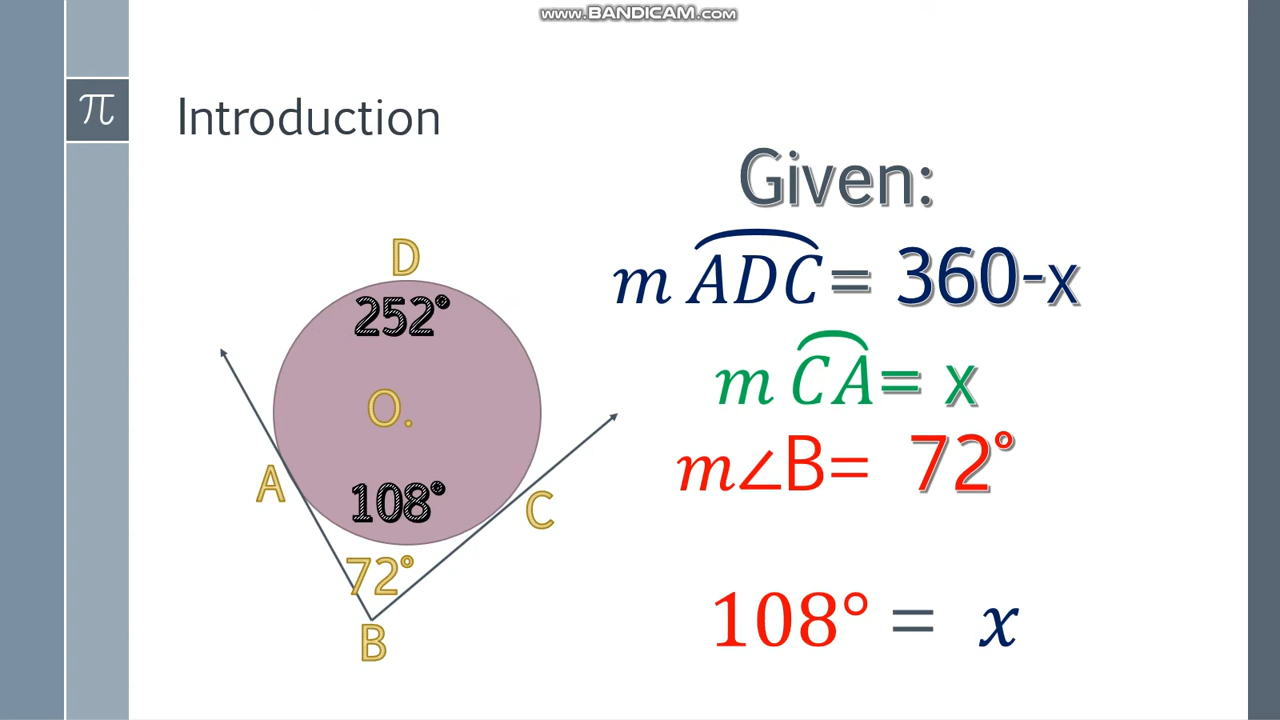 www.BANDICAM.com
π
Introduction
Given:
m ADC = 360-x
m CA = x
m∠B= 72°
108° = x
D
252°
O.
A
108°
C
72°
B